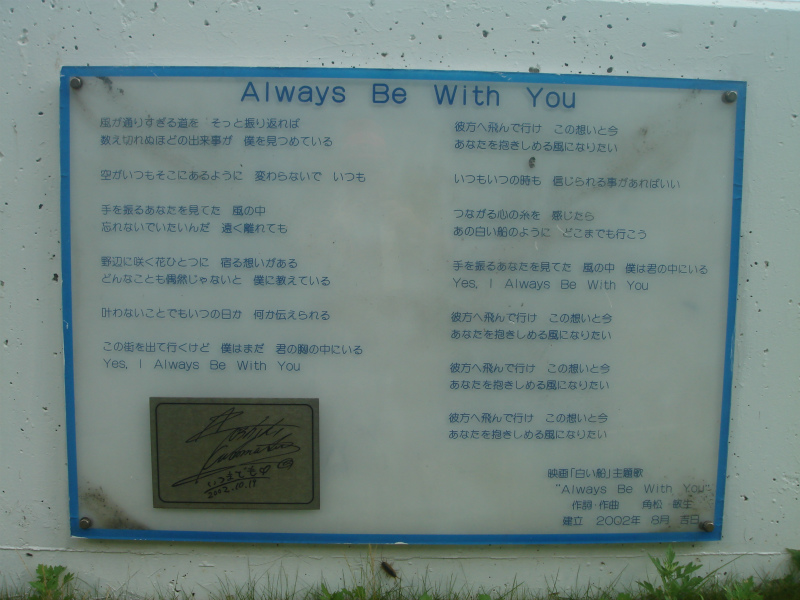 Always Be With You
風が通りすぎる道を そっと振り返れば
数え切れぬほどの出来事が 僕を見つめている
空がいつもそこにあるように 変わらないで いつも
手を振るあなたを見てた 風の中
忘れないでいたいんだ 遠く離れても
野辺に咲く花ひとつに 宿る想いがある
どんなことも偶然じゃないと 僕に教えている
叶わないことでもいつの日か 何か伝えられる
この街を出て行くけど 僕はまだ 君の胸の中にいる
Yes, I Always Be With You
彼方へ飛んで行け この想いと今
あなたを抱きしめる風になりたい
いつもいつの時も 信じられる事があればいい
つながる心の糸を 感じたら
あの白い船のように どこまでも行こう
手を振るあなたを見てた 風の中 僕は君の中にいる
Yes, I Always Be With You
彼方へ飛んで行け この想いと今
あなたを抱きしめる風になりたい
彼方へ飛んで行け この想いと今
あなたを抱きしめる風になりたい
彼方へ飛んで行け この想いと今
あなたを抱きしめる風になりたい
いつまでも
2002.10.19
映画「白い船」主題歌
"Always Be With You"
作詞・作曲 角松 敏生
建立 2002年 8月 吉日